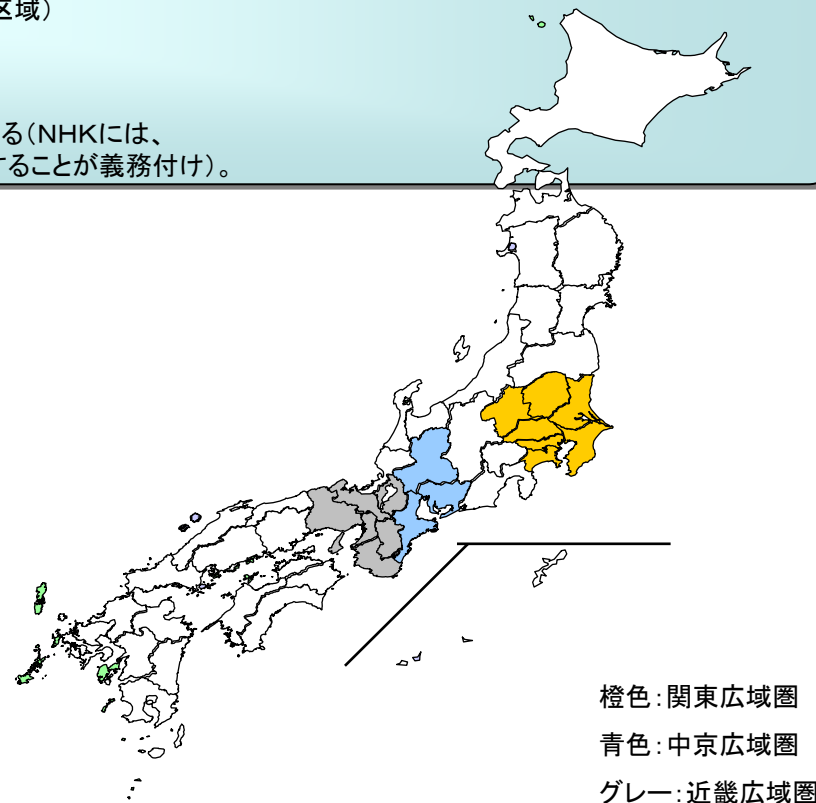 区域）
る（ＮＨＫには、
することが義務付け）。
橙色：関東広域圏
青色：中京広域圏
グレー：近畿広域圏